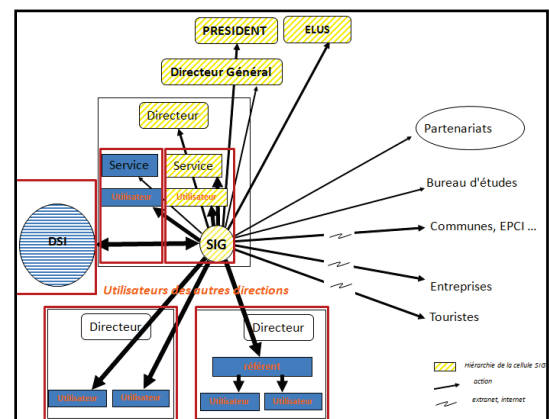 PRESIDENT
ELUS
Directeur Général
Directeur
Service
Service
Utilisateur
Utilisateur
Partenariats
Bureau d'études
Communes, EPCI ...
DSI
SIG
Entreprises
Touristes
Utilisateurs des autres directions
Directeur
Directeur
référent
Utilisateur
Utilisateur
Utilisateur
Utilisateur
Hiérarchie de la cellule SIG
action
extranet, internet